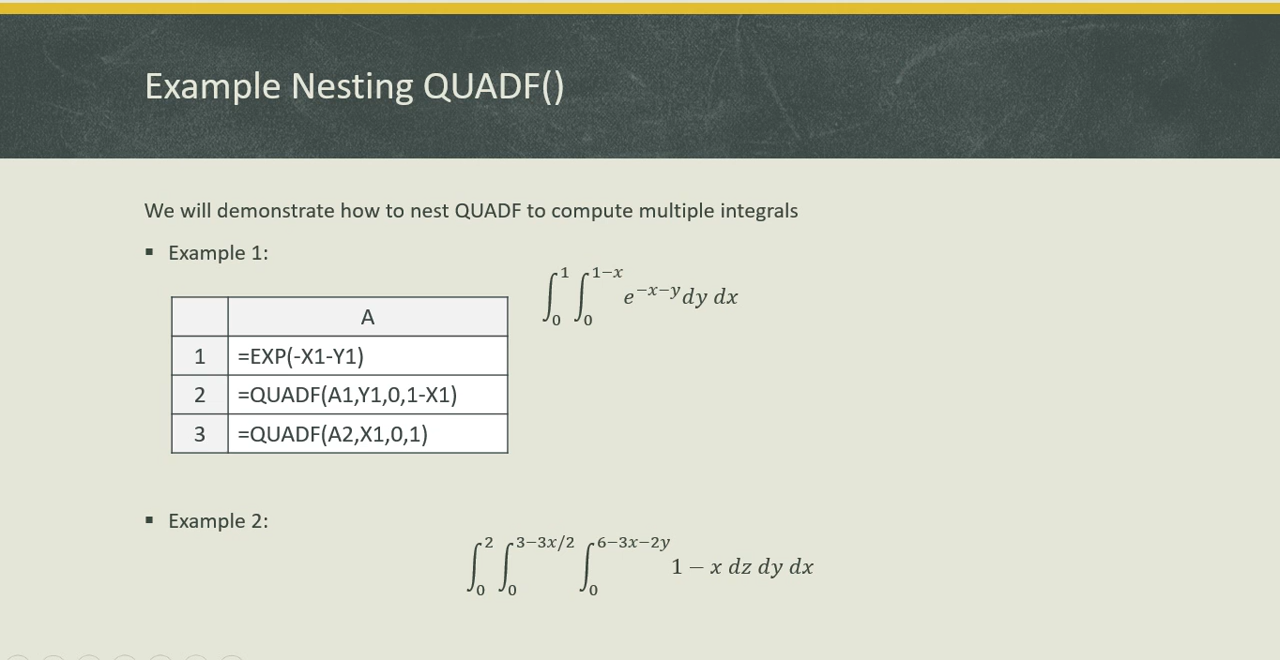 Example Nesting QUADF()
We will demonstrate how to nest QUADF to compute multiple integrals
▪ Example 1:
∫₀¹ ∫₀^{1−x} e^{−x−y} dy dx
A
1 =EXP(-X1-Y1)
2 =QUADF(A1,Y1,0,1-X1)
3 =QUADF(A2,X1,0,1)
▪ Example 2:
∫₀² ∫₀^{3−3x/2} ∫₀^{6−3x−2y} 1 − x dz dy dx